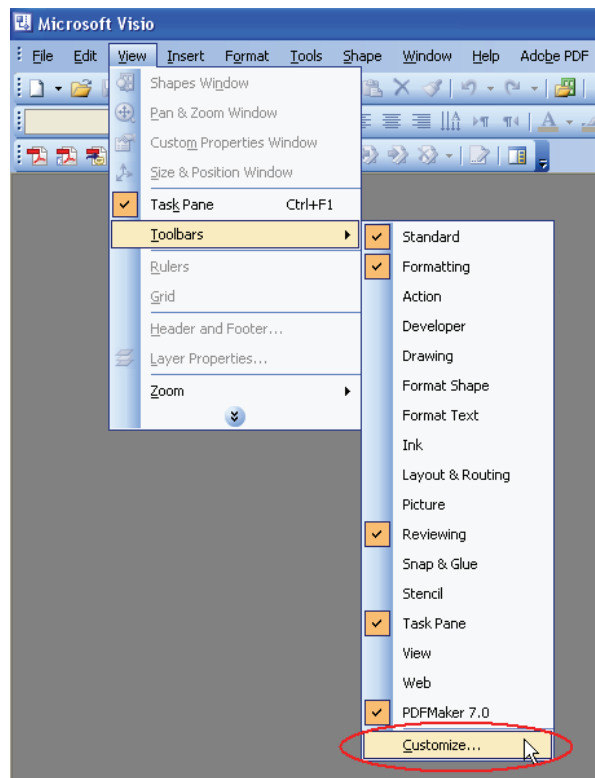 Microsoft Visio
File Edit View Insert Format Tools Shape Window Help Adobe PDF
Shapes Window
Pan & Zoom Window
Custom Properties Window
Size & Position Window
Task Pane Ctrl+F1
Toolbars
Rulers
Grid
Header and Footer...
Layer Properties...
Zoom
Standard
Formatting
Action
Developer
Drawing
Format Shape
Format Text
Ink
Layout & Routing
Picture
Reviewing
Snap & Glue
Stencil
Task Pane
View
Web
PDFMaker 7.0
Customize...